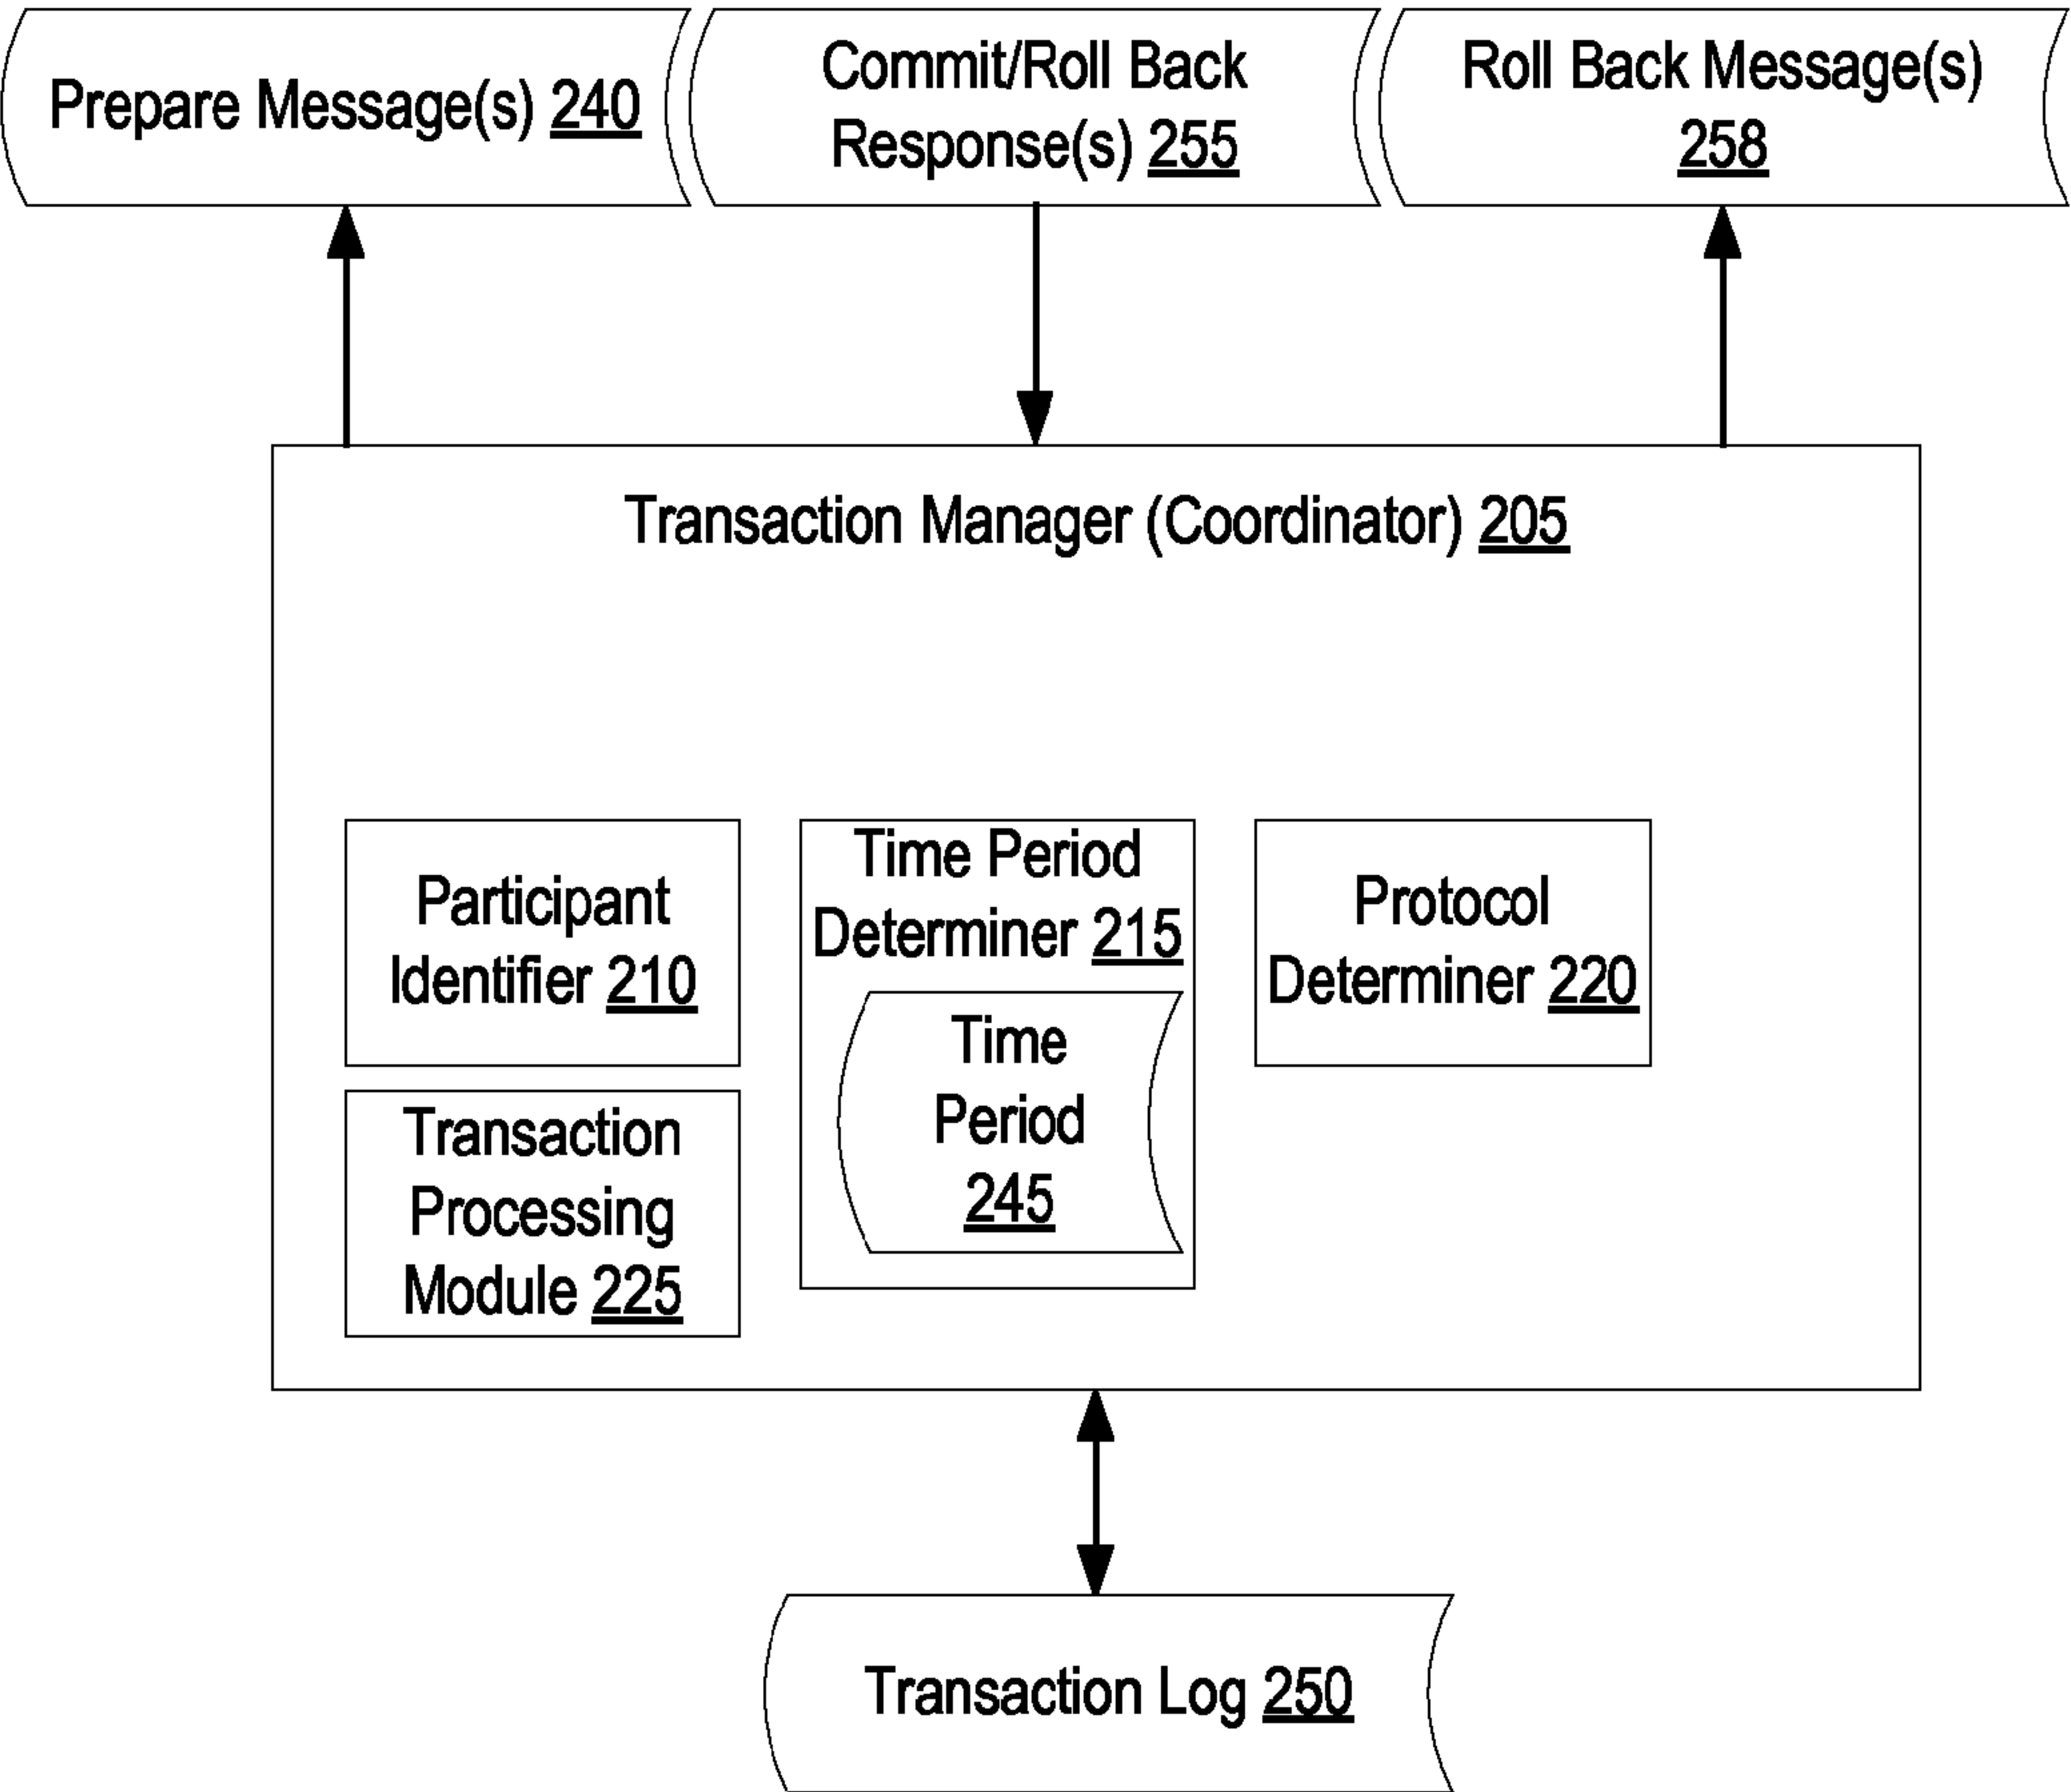 Prepare Message(s) 240
Commit/Roll Back
Response(s) 255
Roll Back Message(s)
258
Transaction Manager (Coordinator) 205
Participant
Identifier 210
Time Period
Determiner 215
Time
Period
245
Protocol
Determiner 220
Transaction
Processing
Module 225
Transaction Log 250